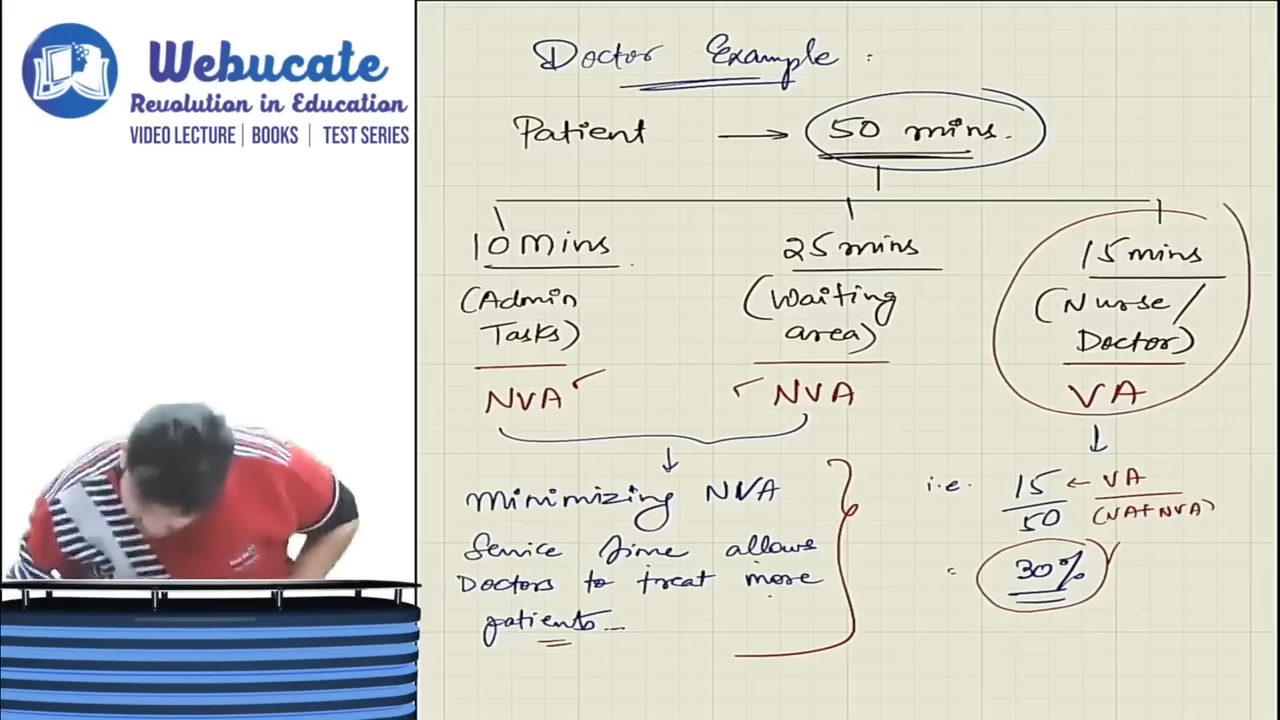 Webucate
Revolution in Education
VIDEO LECTURE | BOOKS | TEST SERIES
Doctor Example :
Patient → 50 mins.
10 Mins
(Admin
Tasks)
NVA
25 mins
(Waiting
area)
NVA
15 mins
(Nurse/
Doctor)
VA
Minimizing NVA
Service time allows
Doctors to treat more
patients...
i.e. 15 ← VA
50 (VA+NVA)
= 30%